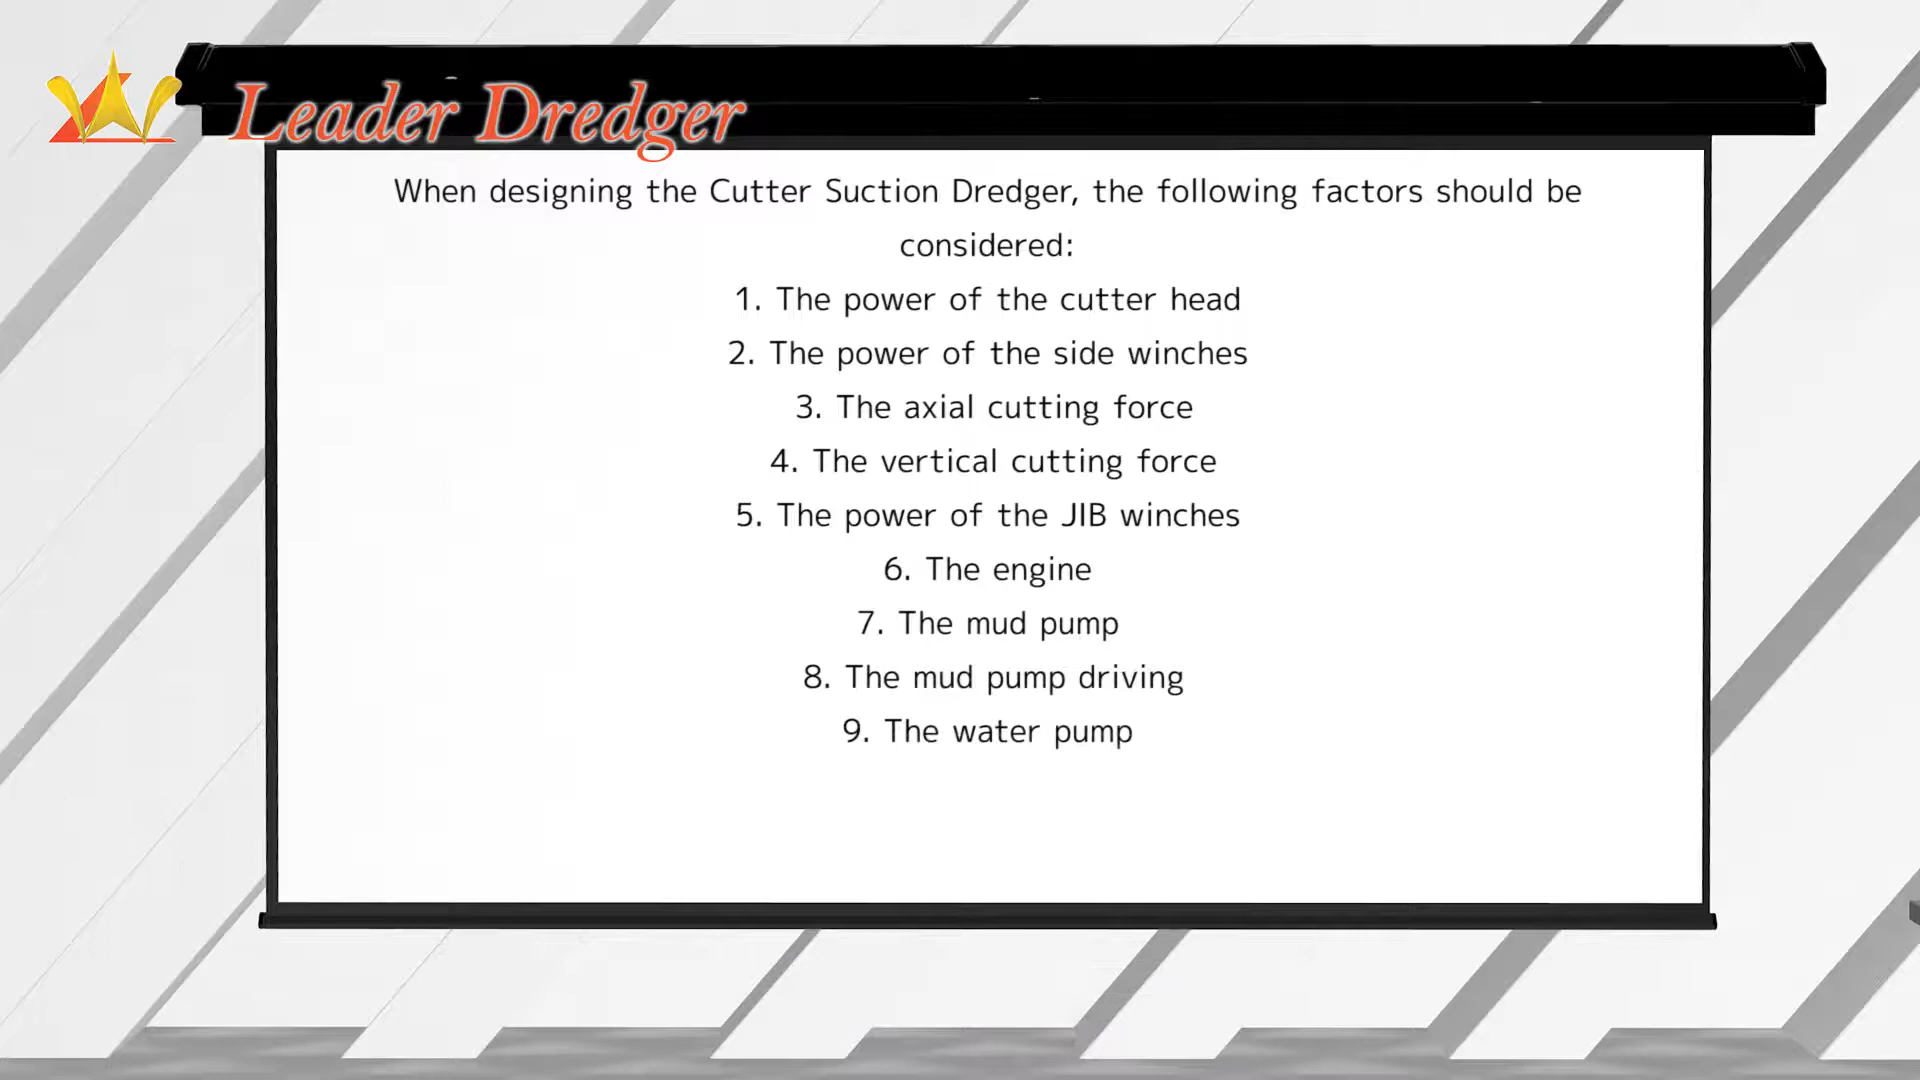 Leader Dredger
When designing the Cutter Suction Dredger, the following factors should be
considered:
1. The power of the cutter head
2. The power of the side winches
3. The axial cutting force
4. The vertical cutting force
5. The power of the JIB winches
6. The engine
7. The mud pump
8. The mud pump driving
9. The water pump